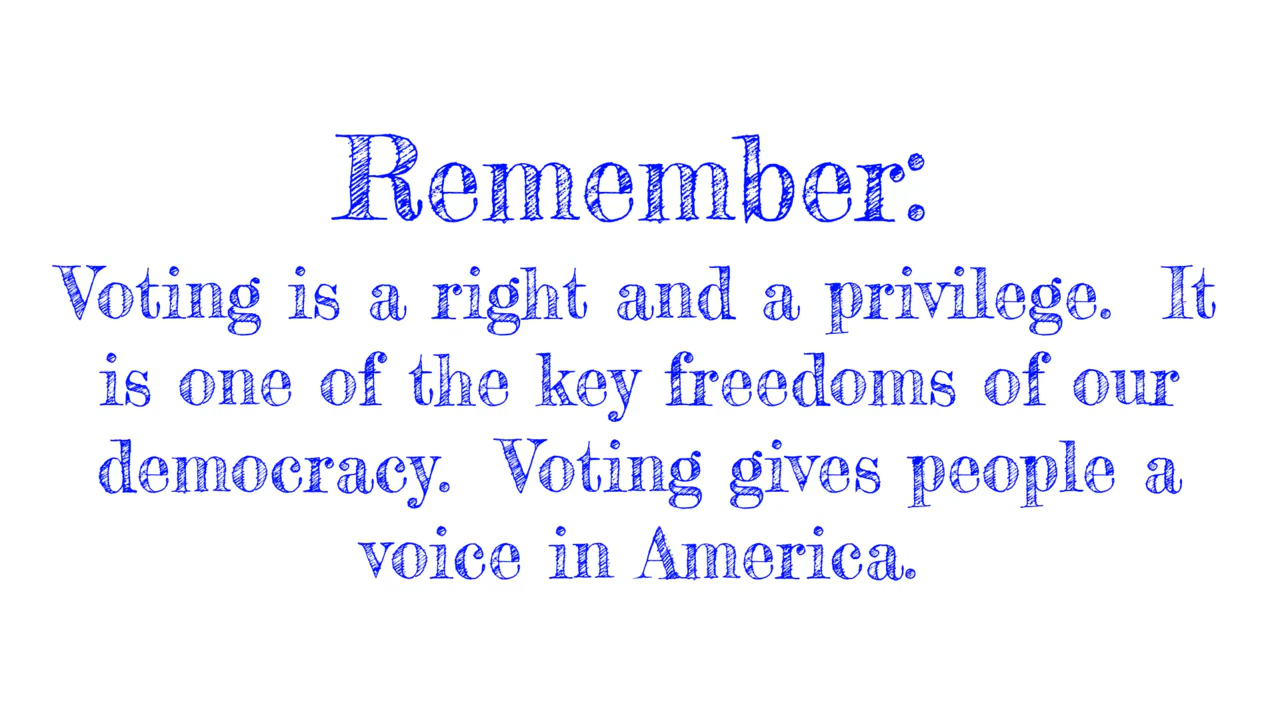 Remember:
Voting is a right and a privilege.  It
is one of the key freedoms of our
democracy.  Voting gives people a
voice in America.